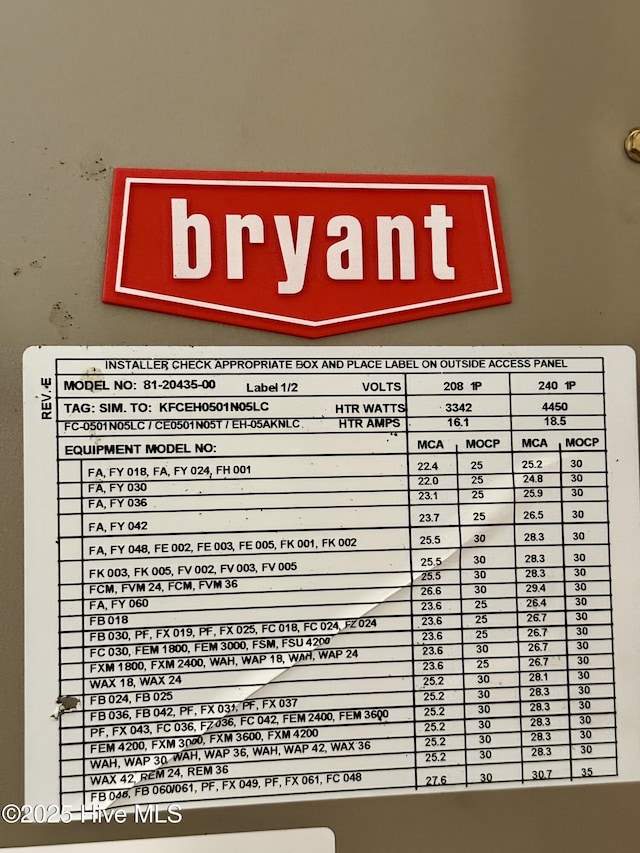 bryant
INSTALLER CHECK APPROPRIATE BOX AND PLACE LABEL ON OUTSIDE ACCESS PANEL
REV. E
MODEL NO: 81-20435-00 Label 1/2 VOLTS 208 1P 240 1P
TAG: SIM. TO: KFCEH0501N05LC HTR WATTS 3342 4450
FC-0501N05LC / CE0501N05T / EH-05AKNLC HTR AMPS 16.1 18.5
EQUIPMENT MODEL NO: MCA MOCP MCA MOCP
FA, FY 018, FA, FY 024, FH 001 22.4 25 25.2 30
FA, FY 030 22.0 25 24.8 30
FA, FY 036 23.1 25 25.9 30
FA, FY 042 23.7 25 26.5 30
FA, FY 048, FE 002, FE 003, FE 005, FK 001, FK 002 25.5 30 28.3 30
FK 003, FK 005, FV 002, FV 003, FV 005 25.5 30 28.3 30
FCM, FVM 24, FCM, FVM 36 25.5 30 28.3 30
FA, FY 060 26.6 30 29.4 30
FB 018 23.6 25 26.4 30
FB 030, PF, FX 019, PF, FX 025, FC 018, FC 024, FZ 024 23.6 25 26.7 30
FC 030, FEM 1800, FEM 3000, FSM, FSU 4200 23.6 25 26.7 30
FXM 1800, FXM 2400, WAH, WAP 18, WAH, WAP 24 23.6 30 26.7 30
WAX 18, WAX 24 23.6 25 26.7 30
FB 024, FB 025 25.2 30 28.1 30
FB 036, FB 042, PF, FX 031, PF, FX 037 25.2 30 28.3 30
PF, FX 043, FC 036, FZ 036, FC 042, FEM 2400, FEM 3600 25.2 30 28.3 30
FEM 4200, FXM 3000, FXM 3600, FXM 4200 25.2 30 28.3 30
WAH, WAP 30, WAH, WAP 36, WAH, WAP 42, WAX 36 25.2 30 28.3 30
WAX 42, REM 24, REM 36 25.2 30 28.3 30
FB 048, FB 060/061, PF, FX 049, PF, FX 061, FC 048 27.6 30 30.7 35
©2025 Hive MLS